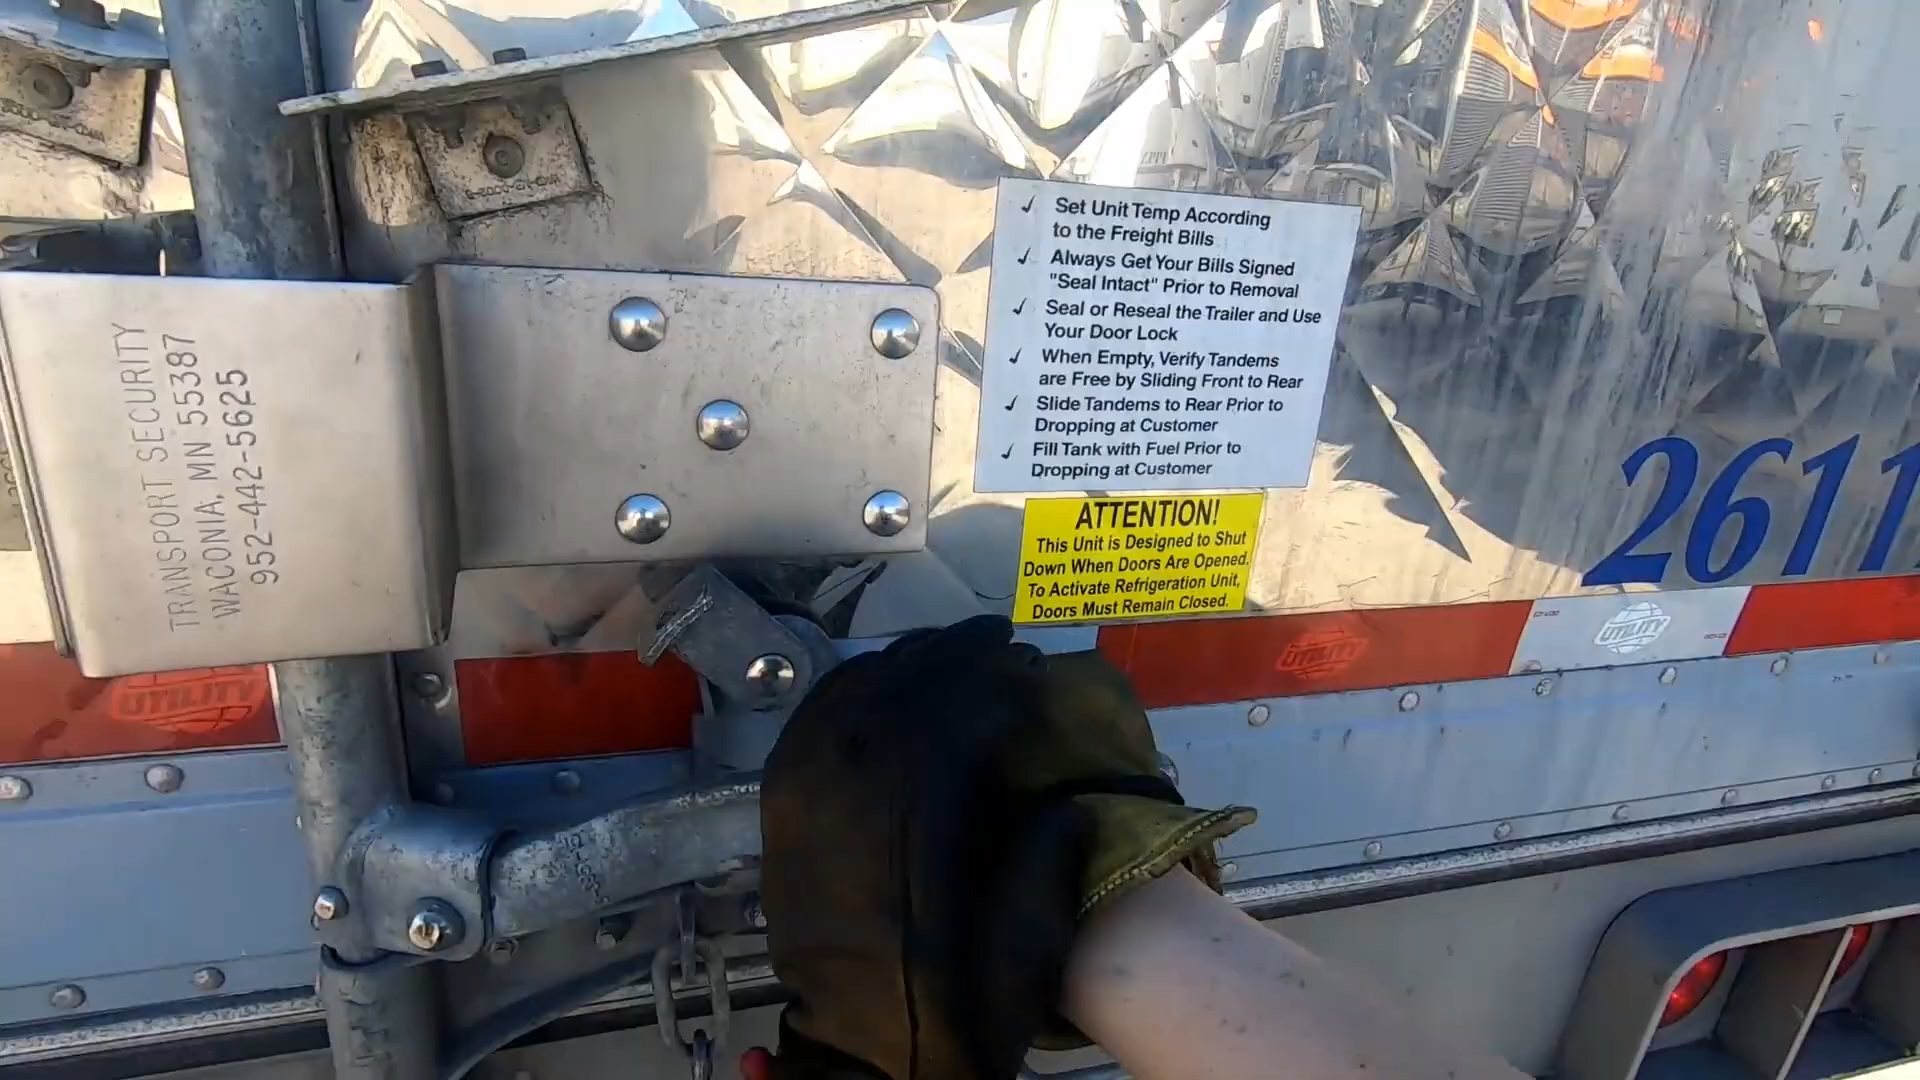 TRANSPORT SECURITY
WACONIA, MN 55387
952-442-5625
✓ Set Unit Temp According
to the Freight Bills
✓ Always Get Your Bills Signed
"Seal Intact" Prior to Removal
✓ Seal or Reseal the Trailer and Use
Your Door Lock
✓ When Empty, Verify Tandems
are Free by Sliding Front to Rear
✓ Slide Tandems to Rear Prior to
Dropping at Customer
✓ Fill Tank with Fuel Prior to
Dropping at Customer
ATTENTION!
This Unit is Designed to Shut
Down When Doors Are Opened.
To Activate Refrigeration Unit,
Doors Must Remain Closed.
2611
UTILITY
UTILITY
UTILITY